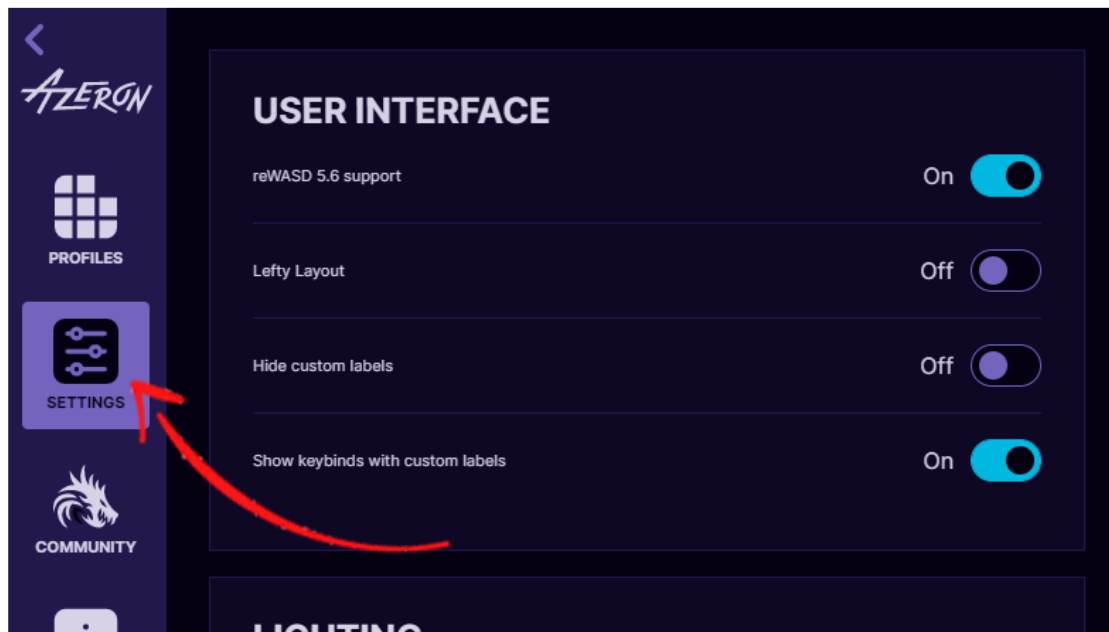 AZERON
USER INTERFACE
reWASD 5.6 support
On
PROFILES
Lefty Layout
Off
Hide custom labels
Off
SETTINGS
Show keybinds with custom labels
On
COMMUNITY
LIGHTING